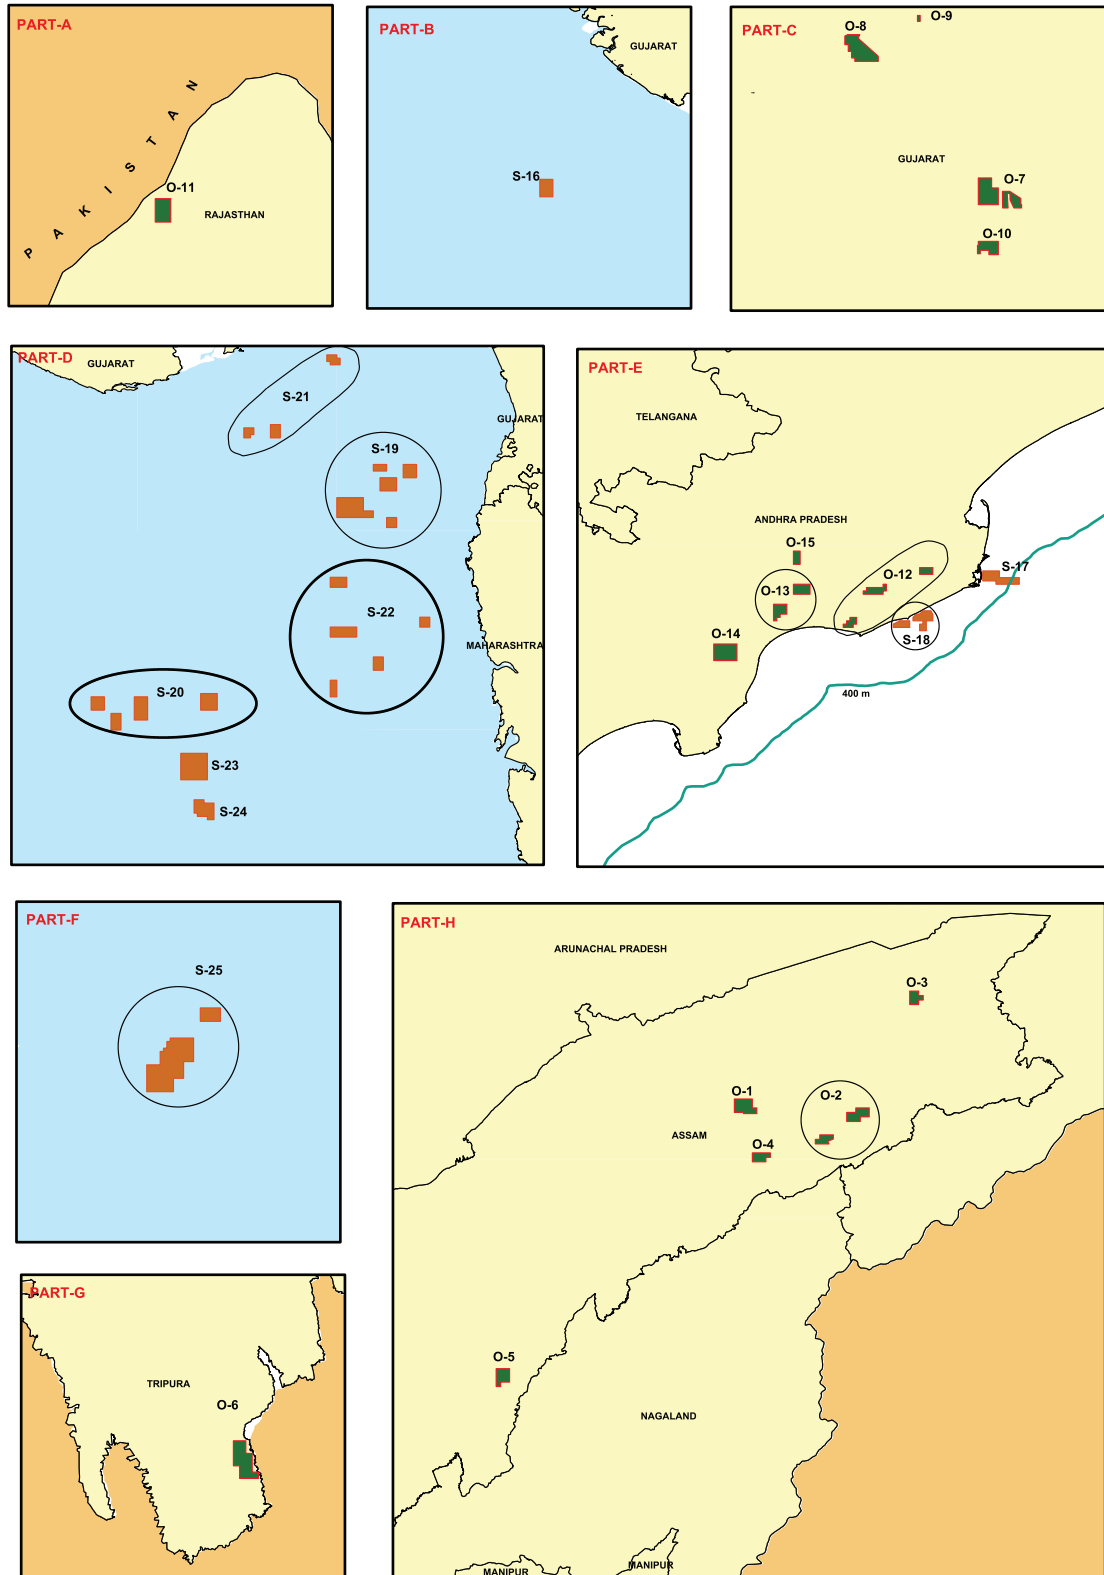 PART-A
PAKISTAN
O-11
RAJASTHAN
PART-B
GUJARAT
S-16
PART-C
O-8
O-9
GUJARAT
O-7
O-10
PART-D
GUJARAT
S-21
GUJARAT
S-19
S-22
MAHARASHTRA
S-20
S-23
S-24
PART-E
TELANGANA
ANDHRA PRADESH
O-15
O-12
S-17
O-13
O-14
S-18
400 m
PART-F
S-25
PART-G
TRIPURA
O-6
PART-H
ARUNACHAL PRADESH
O-3
O-1
O-2
ASSAM
O-4
O-5
NAGALAND
MANIPUR
MANIPUR